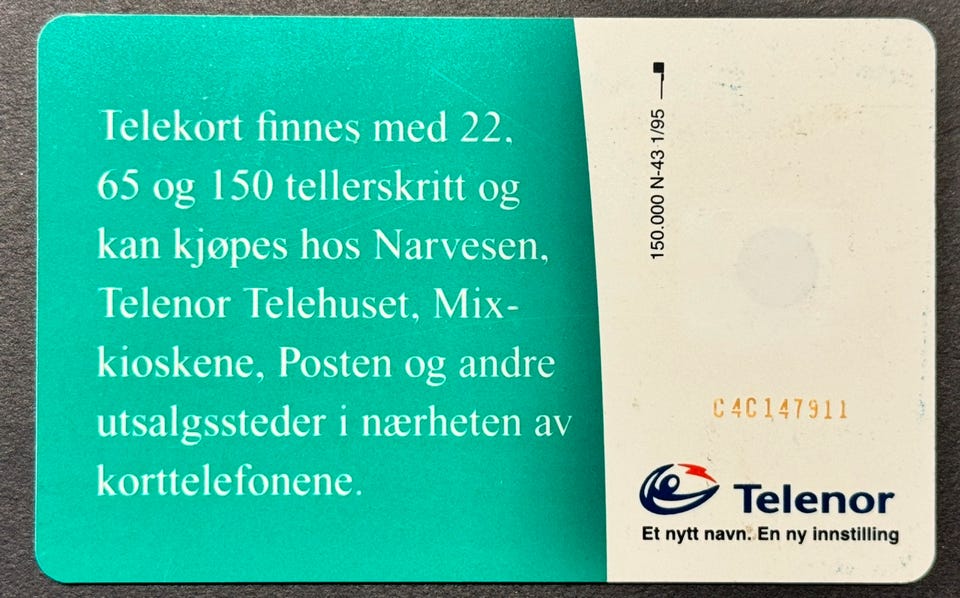 Telekort finnes med 22,
65 og 150 tellerskritt og
kan kjøpes hos Narvesen,
Telenor Telehuset, Mix-
kioskene, Posten og andre
utsalgssteder i nærheten av
korttelefonene.
150.000 N-43 1/95
C4C147911
Telenor
Et nytt navn. En ny innstilling